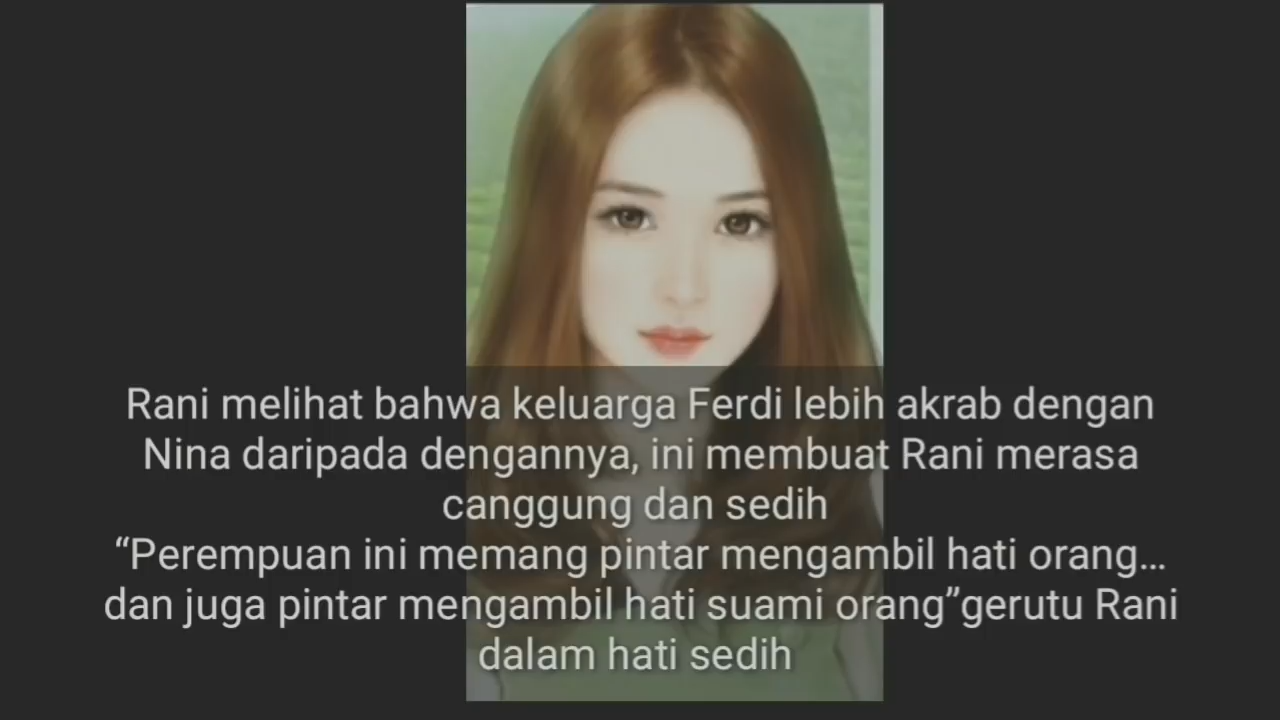 Rani melihat bahwa keluarga Ferdi lebih akrab dengan
Nina daripada dengannya, ini membuat Rani merasa
canggung dan sedih
“Perempuan ini memang pintar mengambil hati orang...
dan juga pintar mengambil hati suami orang”gerutu Rani
dalam hati sedih